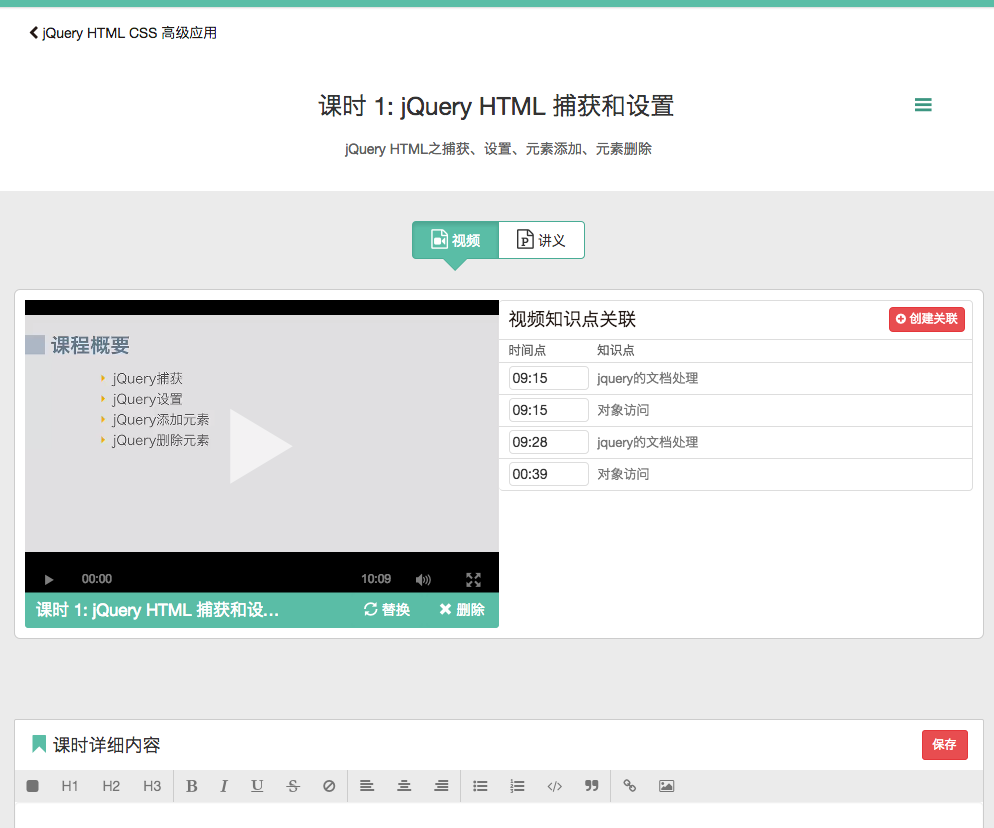 jQuery HTML CSS 高级应用
课时 1: jQuery HTML 捕获和设置
jQuery HTML之捕获、设置、元素添加、元素删除
视频 讲义
课程概要
jQuery捕获
jQuery设置
jQuery添加元素
jQuery删除元素
00:00 10:09
课时 1: jQuery HTML 捕获和设… 替换 删除
视频知识点关联 创建关联
时间点 知识点
09:15 jquery的文档处理
09:15 对象访问
09:28 jquery的文档处理
00:39 对象访问
课时详细内容 保存
H1 H2 H3 B I U S